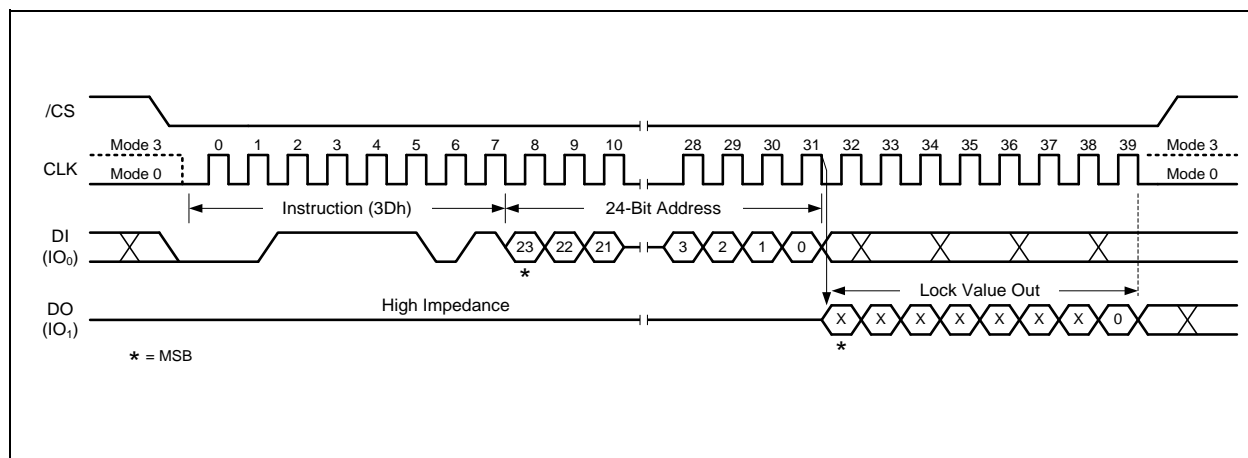 /CS
Mode 3 0 1 2 3 4 5 6 7 8 9 10 28 29 30 31 32 33 34 35 36 37 38 39 Mode 3
CLK
Mode 0 Mode 0
Instruction (3Dh) 24-Bit Address
DI
(IO0)
23 22 21 3 2 1 0
*
Lock Value Out
High Impedance
DO
(IO1)
X X X X X X X 0
*
* = MSB